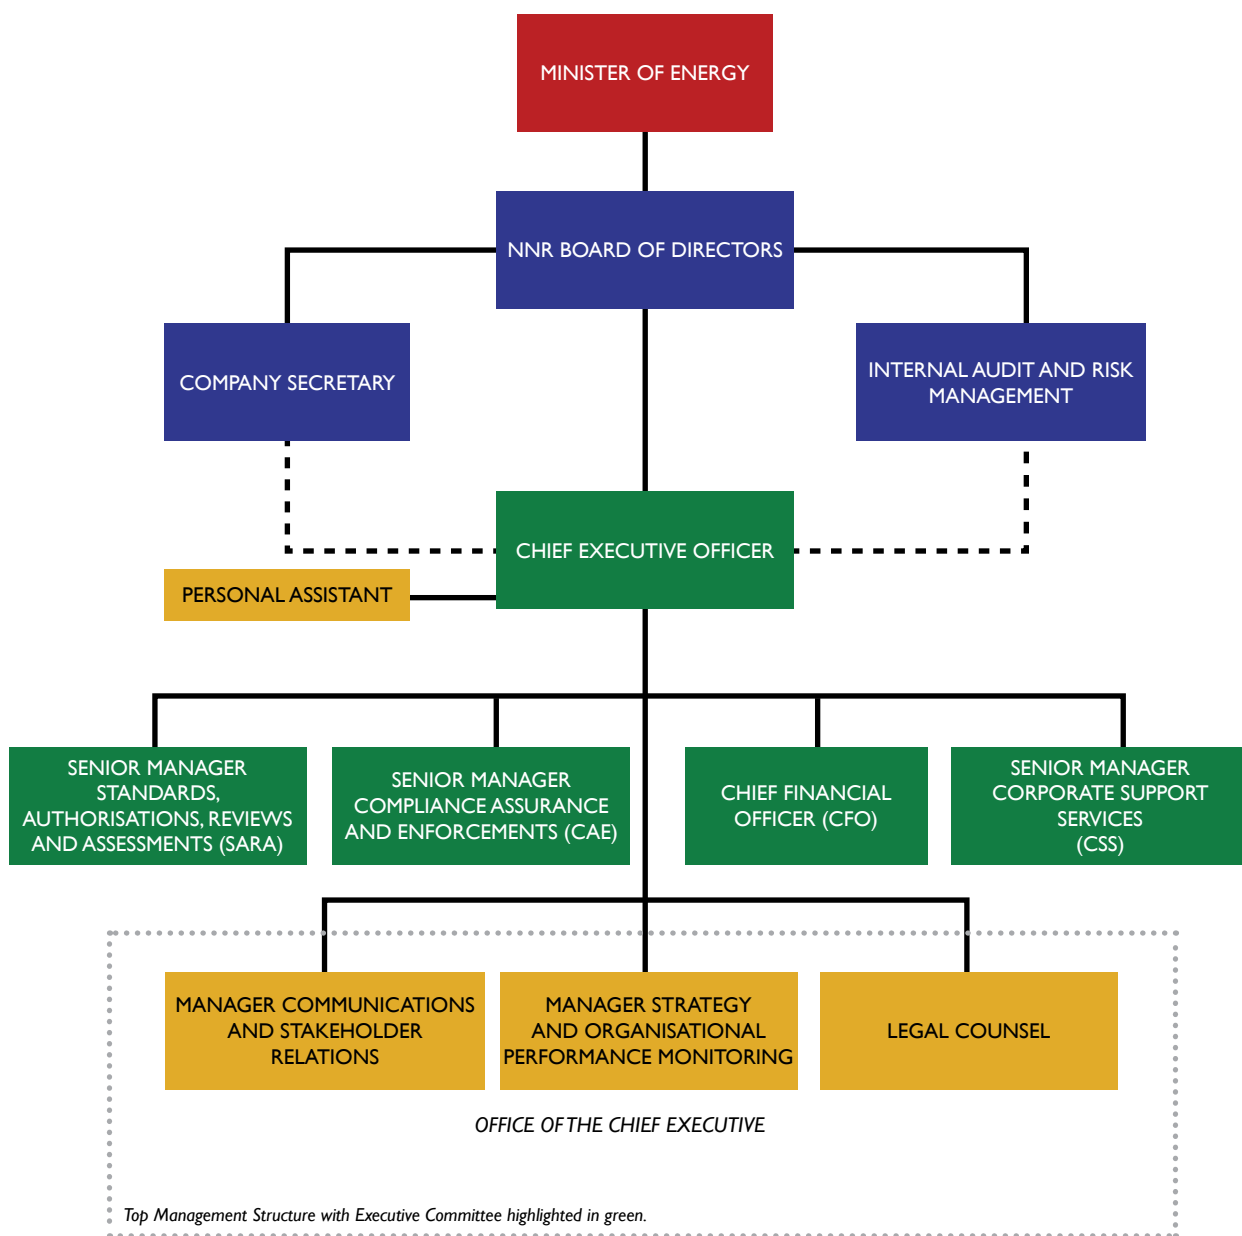 MINISTER OF ENERGY
NNR BOARD OF DIRECTORS
COMPANY SECRETARY
INTERNAL AUDIT AND RISK
MANAGEMENT
CHIEF EXECUTIVE OFFICER
PERSONAL ASSISTANT
SENIOR MANAGER
STANDARDS,
AUTHORISATIONS, REVIEWS
AND ASSESSMENTS (SARA)
SENIOR MANAGER
COMPLIANCE ASSURANCE
AND ENFORCEMENTS (CAE)
CHIEF FINANCIAL
OFFICER (CFO)
SENIOR MANAGER
CORPORATE SUPPORT
SERVICES
(CSS)
MANAGER COMMUNICATIONS
AND STAKEHOLDER
RELATIONS
MANAGER STRATEGY
AND ORGANISATIONAL
PERFORMANCE MONITORING
LEGAL COUNSEL
OFFICE OF THE CHIEF EXECUTIVE
Top Management Structure with Executive Committee highlighted in green.